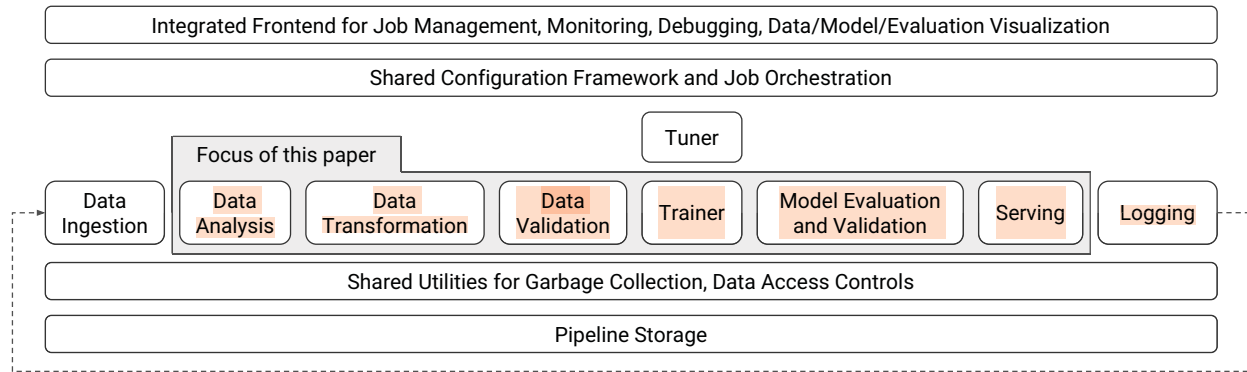 Integrated Frontend for Job Management, Monitoring, Debugging, Data/Model/Evaluation Visualization
Shared Configuration Framework and Job Orchestration
Tuner
Focus of this paper
Data
Ingestion
Data
Analysis
Data
Transformation
Data
Validation
Trainer
Model Evaluation
and Validation
Serving
Logging
Shared Utilities for Garbage Collection, Data Access Controls
Pipeline Storage